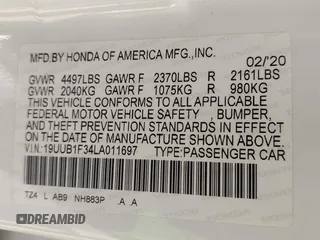 MFD.BY HONDA OF AMERICA MFG.,INC.
02/'20
GVWR 4497LBS GAWR F 2370LBS R 2161LBS
GVWR 2040KG GAWR F 1075KG R 980KG
THIS VEHICLE CONFORMS TO ALL APPLICABLE
FEDERAL MOTOR VEHICLE SAFETY , BUMPER,
AND THEFT PREVENTION STANDARDS IN
EFFECT ON THE DATE OF MANUFACTURE SHOWN ABOVE.
V.I.N:19UUB1F34LA011697 TYPE:PASSENGER CAR
TZ4 L AB9 NH883P .A .A
DREAMBID